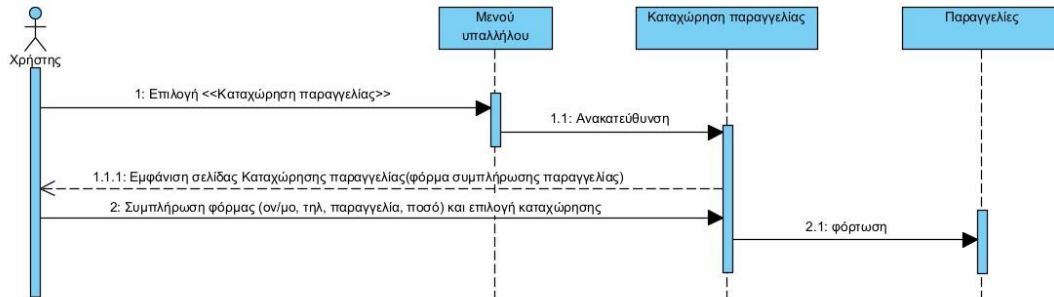 Χρήστης
Μενού
υπαλλήλου
Καταχώρηση παραγγελίας
Παραγγελίες
1: Επιλογή <<Καταχώρηση παραγγελίας>>
1.1: Ανακατεύθυνση
1.1.1: Εμφάνιση σελίδας Καταχώρησης παραγγελίας(φόρμα συμπλήρωσης παραγγελίας)
2: Συμπλήρωση φόρμας (ον/μο, τηλ, παραγγελία, ποσό) και επιλογή καταχώρησης
2.1: φόρτωση